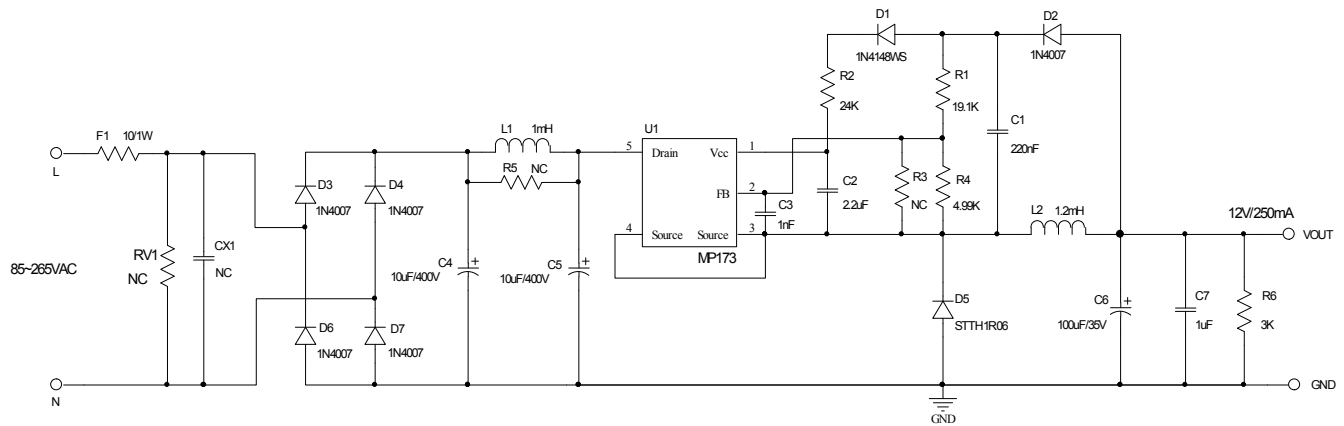 D1
1N4148WS
D2
1N4007
R2
24K
R1
19.1K
C1
220nF
F1 10/1W
L
L1 1mH
R5 NC
U1
5 Drain Vcc 1
FB 2
4 Source Source 3
MP173
C2
2.2uF
C3
1nF
R3
NC
R4
4.99K
L2 1.2mH
12V/250mA
VOUT
D3
1N4007
D4
1N4007
85~265VAC
RV1
NC
CX1
NC
C4
10uF/400V
C5
10uF/400V
D5
STTH1R06
C6
100uF/35V
C7
1uF
R6
3K
D6
1N4007
D7
1N4007
N
GND
GND